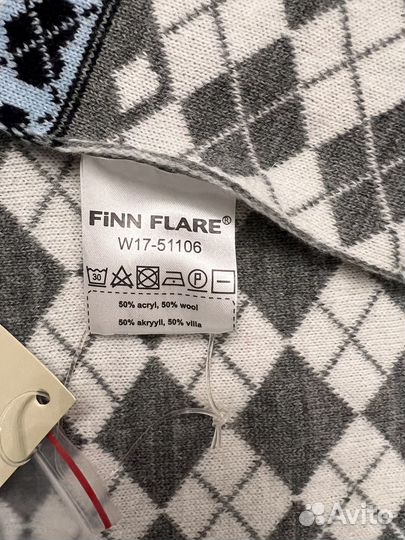 FiNN FLARE®
W17-51106
30 P
50% acryl, 50% wool
50% akryyli, 50% villa
Avito